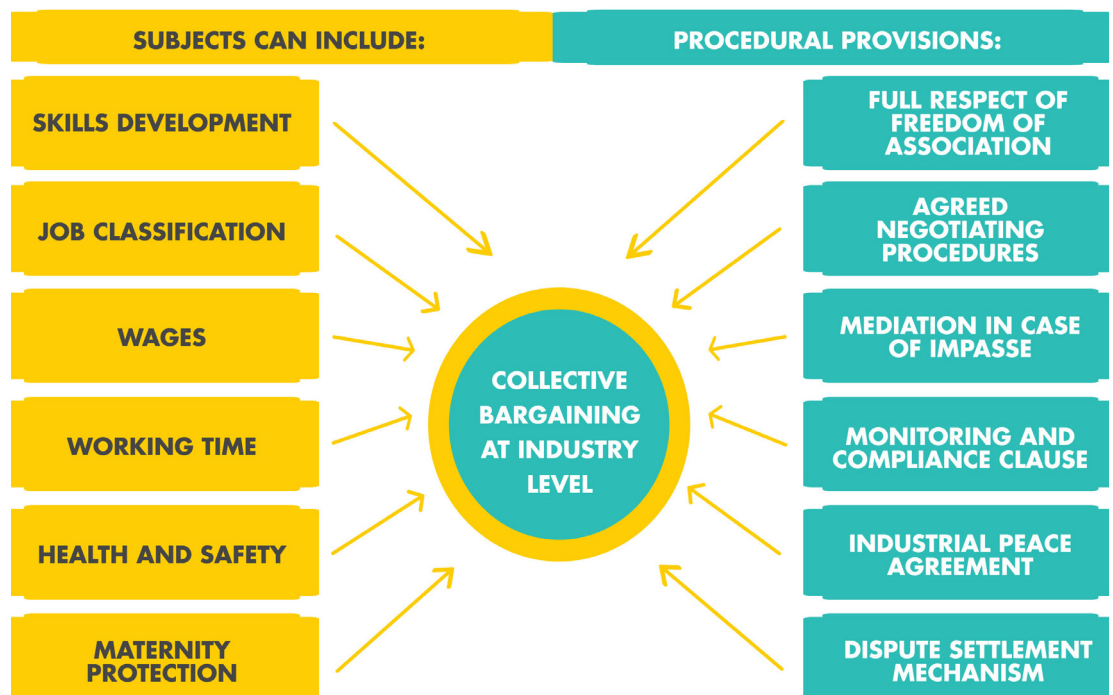 SUBJECTS CAN INCLUDE:
SKILLS DEVELOPMENT
JOB CLASSIFICATION
WAGES
WORKING TIME
HEALTH AND SAFETY
MATERNITY
PROTECTION
COLLECTIVE
BARGAINING
AT INDUSTRY
LEVEL
PROCEDURAL PROVISIONS:
FULL RESPECT OF
FREEDOM OF
ASSOCIATION
AGREED
NEGOTIATING
PROCEDURES
MEDIATION IN CASE
OF IMPASSE
MONITORING AND
COMPLIANCE CLAUSE
INDUSTRIAL PEACE
AGREEMENT
DISPUTE SETTLEMENT
MECHANISM